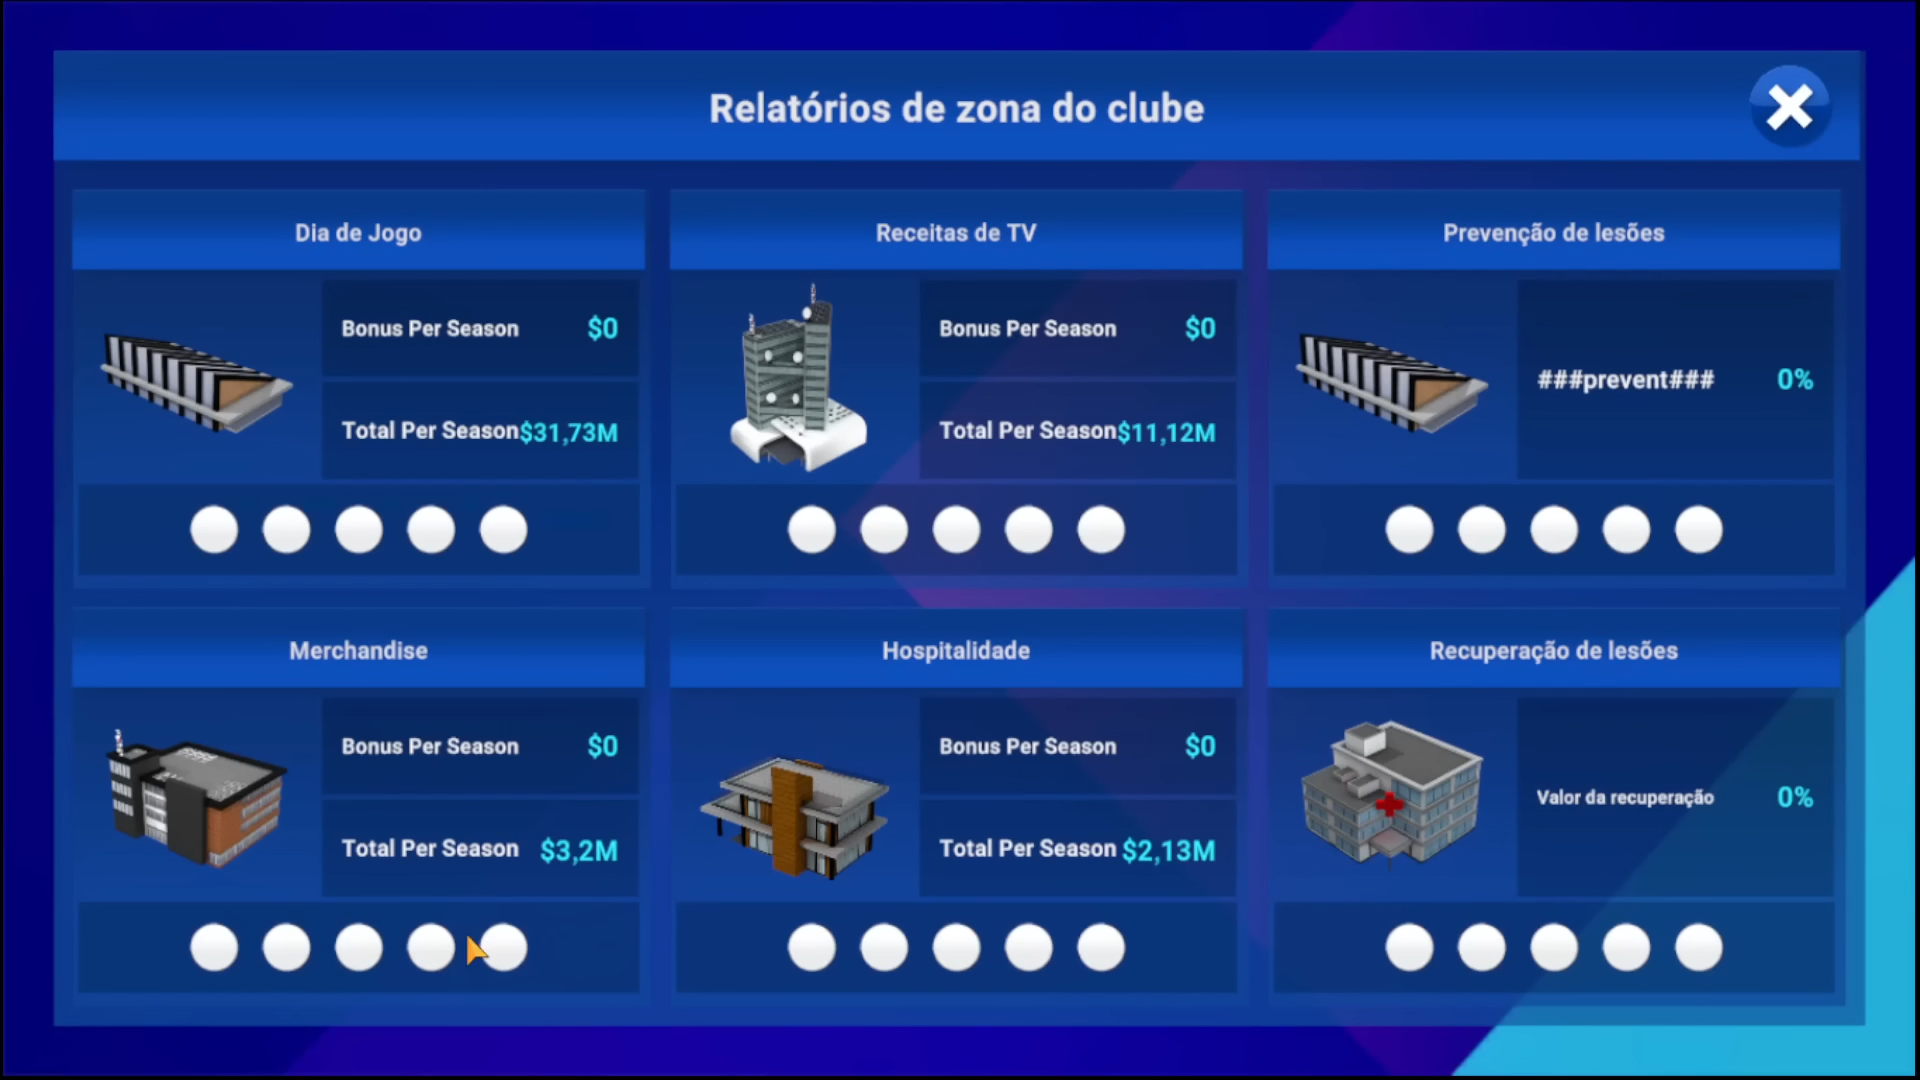 Relatórios de zona do clube
Dia de Jogo
Bonus Per Season $0
Total Per Season $31,73M
Receitas de TV
Bonus Per Season $0
Total Per Season $11,12M
Prevenção de lesões
###prevent### 0%
Merchandise
Bonus Per Season $0
Total Per Season $3,2M
Hospitalidade
Bonus Per Season $0
Total Per Season $2,13M
Recuperação de lesões
Valor da recuperação 0%